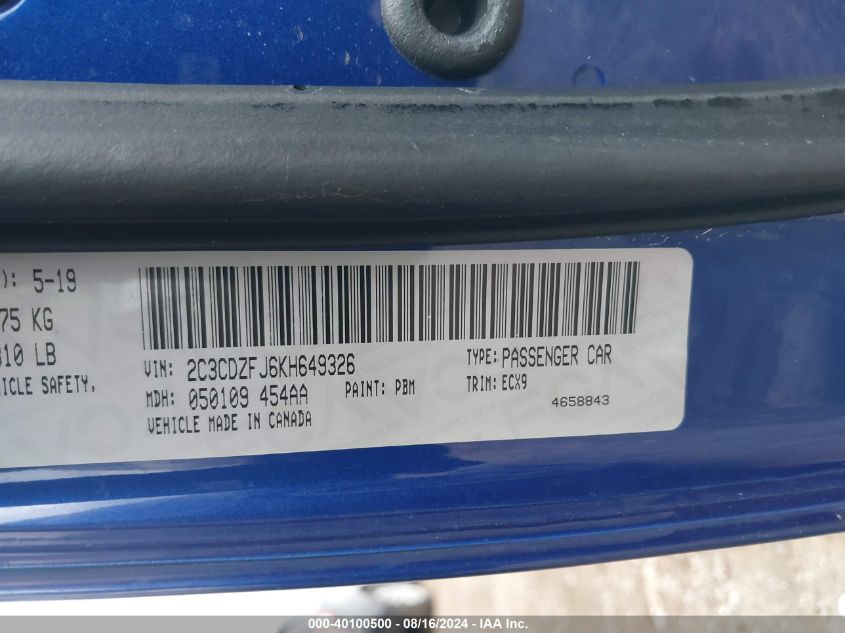 ): 5-19
75 KG
310 LB
ICLE SAFETY,
VIN: 2C3CDZFJ6KH649326
TYPE: PASSENGER CAR
MDH: 050109 454AA
PAINT: PBM
TRIM: ECX9
VEHICLE MADE IN CANADA
4658843
000-40100500 - 08/16/2024 - IAA Inc.